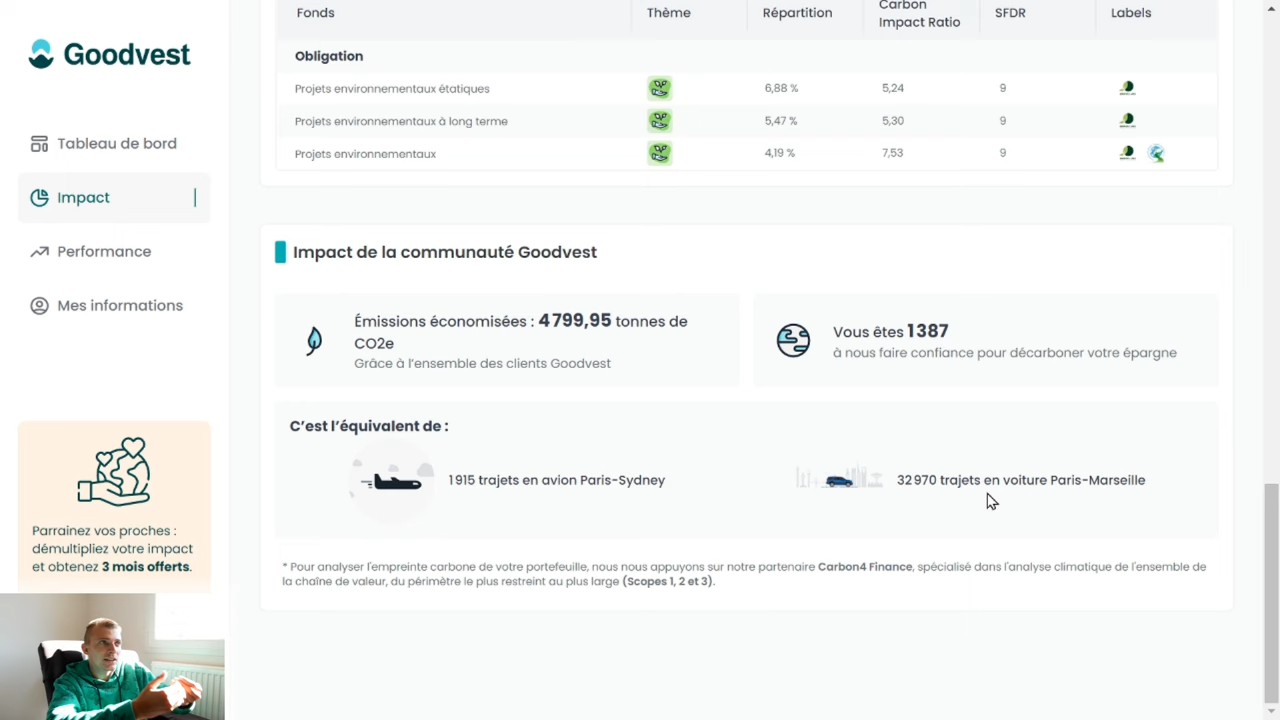 Goodvest
Tableau de bord
Impact
Performance
Mes informations
Parrainez vos proches :
démultipliez votre impact
et obtenez 3 mois offerts.
Fonds Thème Répartition Carbon Impact Ratio SFDR Labels
Obligation
Projets environnementaux étatiques 6,88 % 5,24 9
Projets environnementaux à long terme 5,47 % 5,30 9
Projets environnementaux 4,19 % 7,53 9
Impact de la communauté Goodvest
Émissions économisées : 4 799,95 tonnes de
CO2e
Grâce à l'ensemble des clients Goodvest
Vous êtes 1 387
à nous faire confiance pour décarboner votre épargne
C'est l'équivalent de :
1 915 trajets en avion Paris-Sydney
32 970 trajets en voiture Paris-Marseille
* Pour analyser l'empreinte carbone de votre portefeuille, nous nous appuyons sur notre partenaire Carbon4 Finance, spécialisé dans l'analyse climatique de l'ensemble de
la chaîne de valeur, du périmètre le plus restreint au plus large (Scopes 1, 2 et 3).